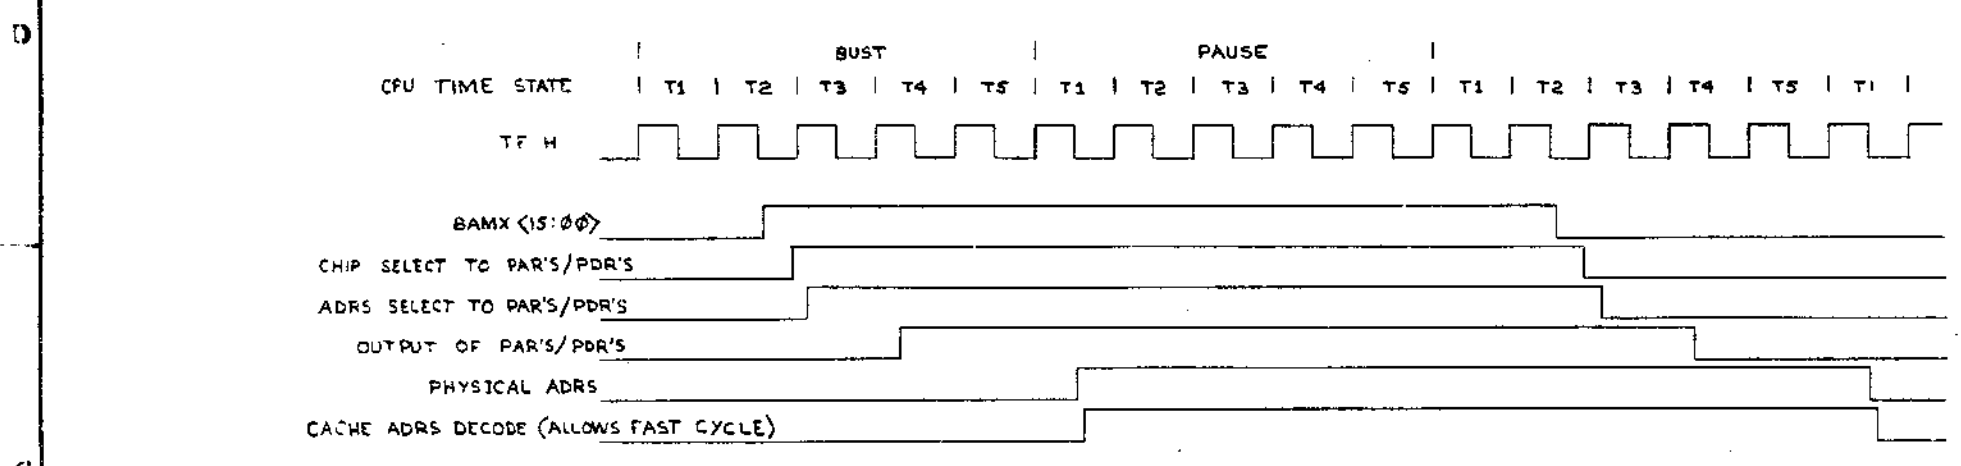 D
BUST PAUSE
CPU TIME STATE T1 T2 T3 T4 T5 T1 T2 T3 T4 T5 T1 T2 T3 T4 T5 T1
TF H
BAMX <15:00>
CHIP SELECT TO PAR'S/PDR'S
ADRS SELECT TO PAR'S/PDR'S
OUTPUT OF PAR'S/PDR'S
PHYSICAL ADRS
CACHE ADRS DECODE (ALLOWS FAST CYCLE)